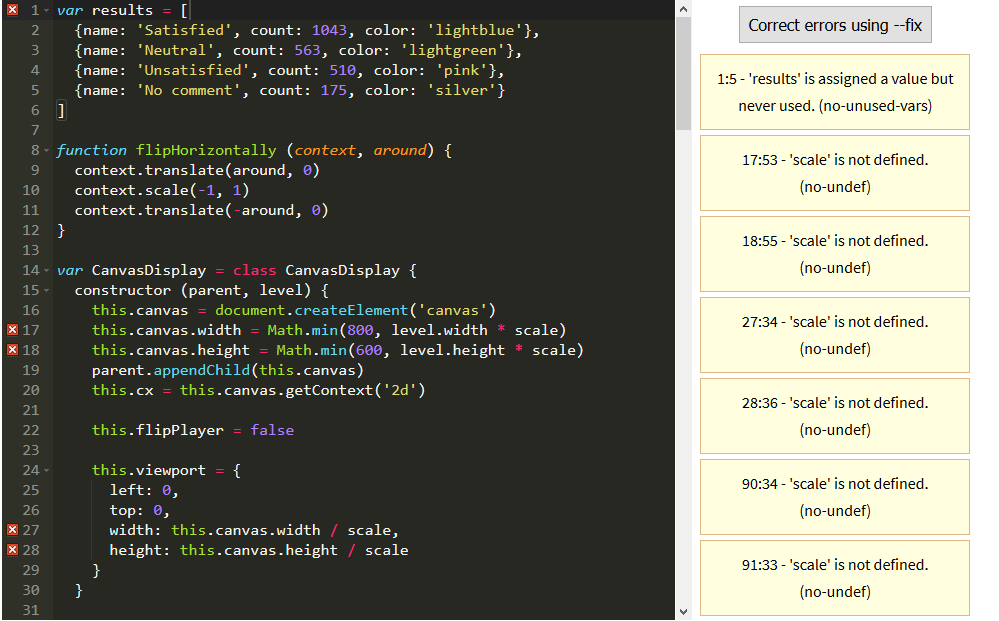 1 var results = [
2 {name: 'Satisfied', count: 1043, color: 'lightblue'},
3 {name: 'Neutral', count: 563, color: 'lightgreen'},
4 {name: 'Unsatisfied', count: 510, color: 'pink'},
5 {name: 'No comment', count: 175, color: 'silver'}
6 ]
7
8 function flipHorizontally (context, around) {
9 context.translate(around, 0)
10 context.scale(-1, 1)
11 context.translate(-around, 0)
12 }
13
14 var CanvasDisplay = class CanvasDisplay {
15 constructor (parent, level) {
16 this.canvas = document.createElement('canvas')
17 this.canvas.width = Math.min(800, level.width * scale)
18 this.canvas.height = Math.min(600, level.height * scale)
19 parent.appendChild(this.canvas)
20 this.cx = this.canvas.getContext('2d')
21
22 this.flipPlayer = false
23
24 this.viewport = {
25 left: 0,
26 top: 0,
27 width: this.canvas.width / scale,
28 height: this.canvas.height / scale
29 }
30 }
31
Correct errors using --fix
1:5 - 'results' is assigned a value but
never used. (no-unused-vars)
17:53 - 'scale' is not defined.
(no-undef)
18:55 - 'scale' is not defined.
(no-undef)
27:34 - 'scale' is not defined.
(no-undef)
28:36 - 'scale' is not defined.
(no-undef)
90:34 - 'scale' is not defined.
(no-undef)
91:33 - 'scale' is not defined.
(no-undef)